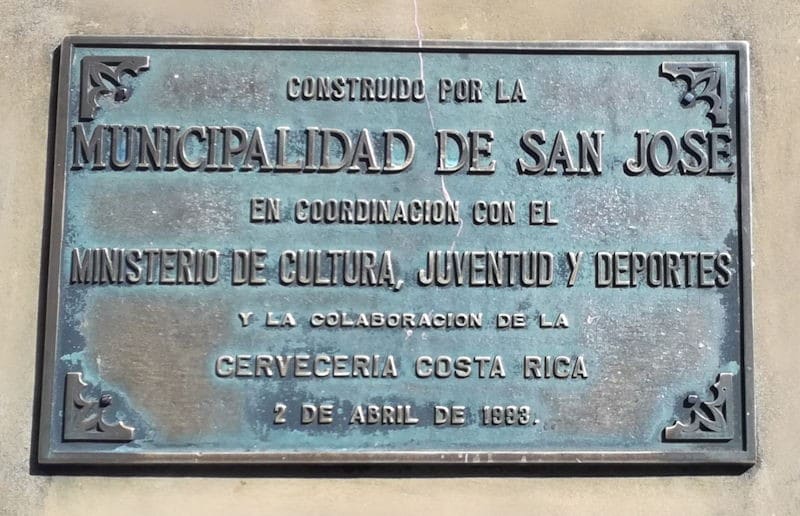 CONSTRUIDO POR LA
MUNICIPALIDAD DE SAN JOSE
EN COORDINACION CON EL
MINISTERIO DE CULTURA, JUVENTUD Y DEPORTES
Y LA COLABORACION DE LA
CERVECERIA COSTA RICA
2 DE ABRIL DE 1993.